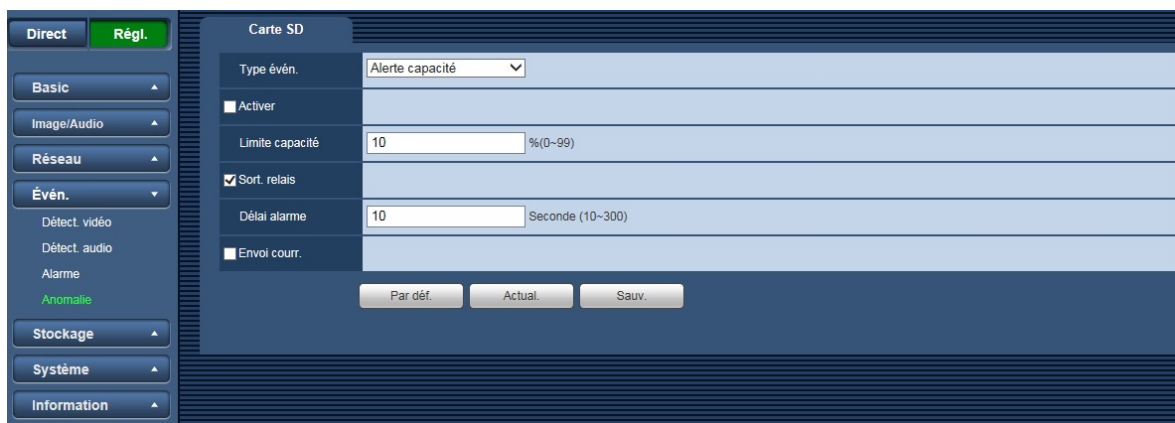 Direct
Régl.
Basic
Image/Audio
Réseau
Évén.
Détect. vidéo
Détect. audio
Alarme
Anomalie
Stockage
Système
Information
Carte SD
Type évén.
Alerte capacité
Activer
Limite capacité
10
%(0~99)
Sort. relais
Délai alarme
10
Seconde (10~300)
Envoi courr.
Par déf.
Actual.
Sauv.